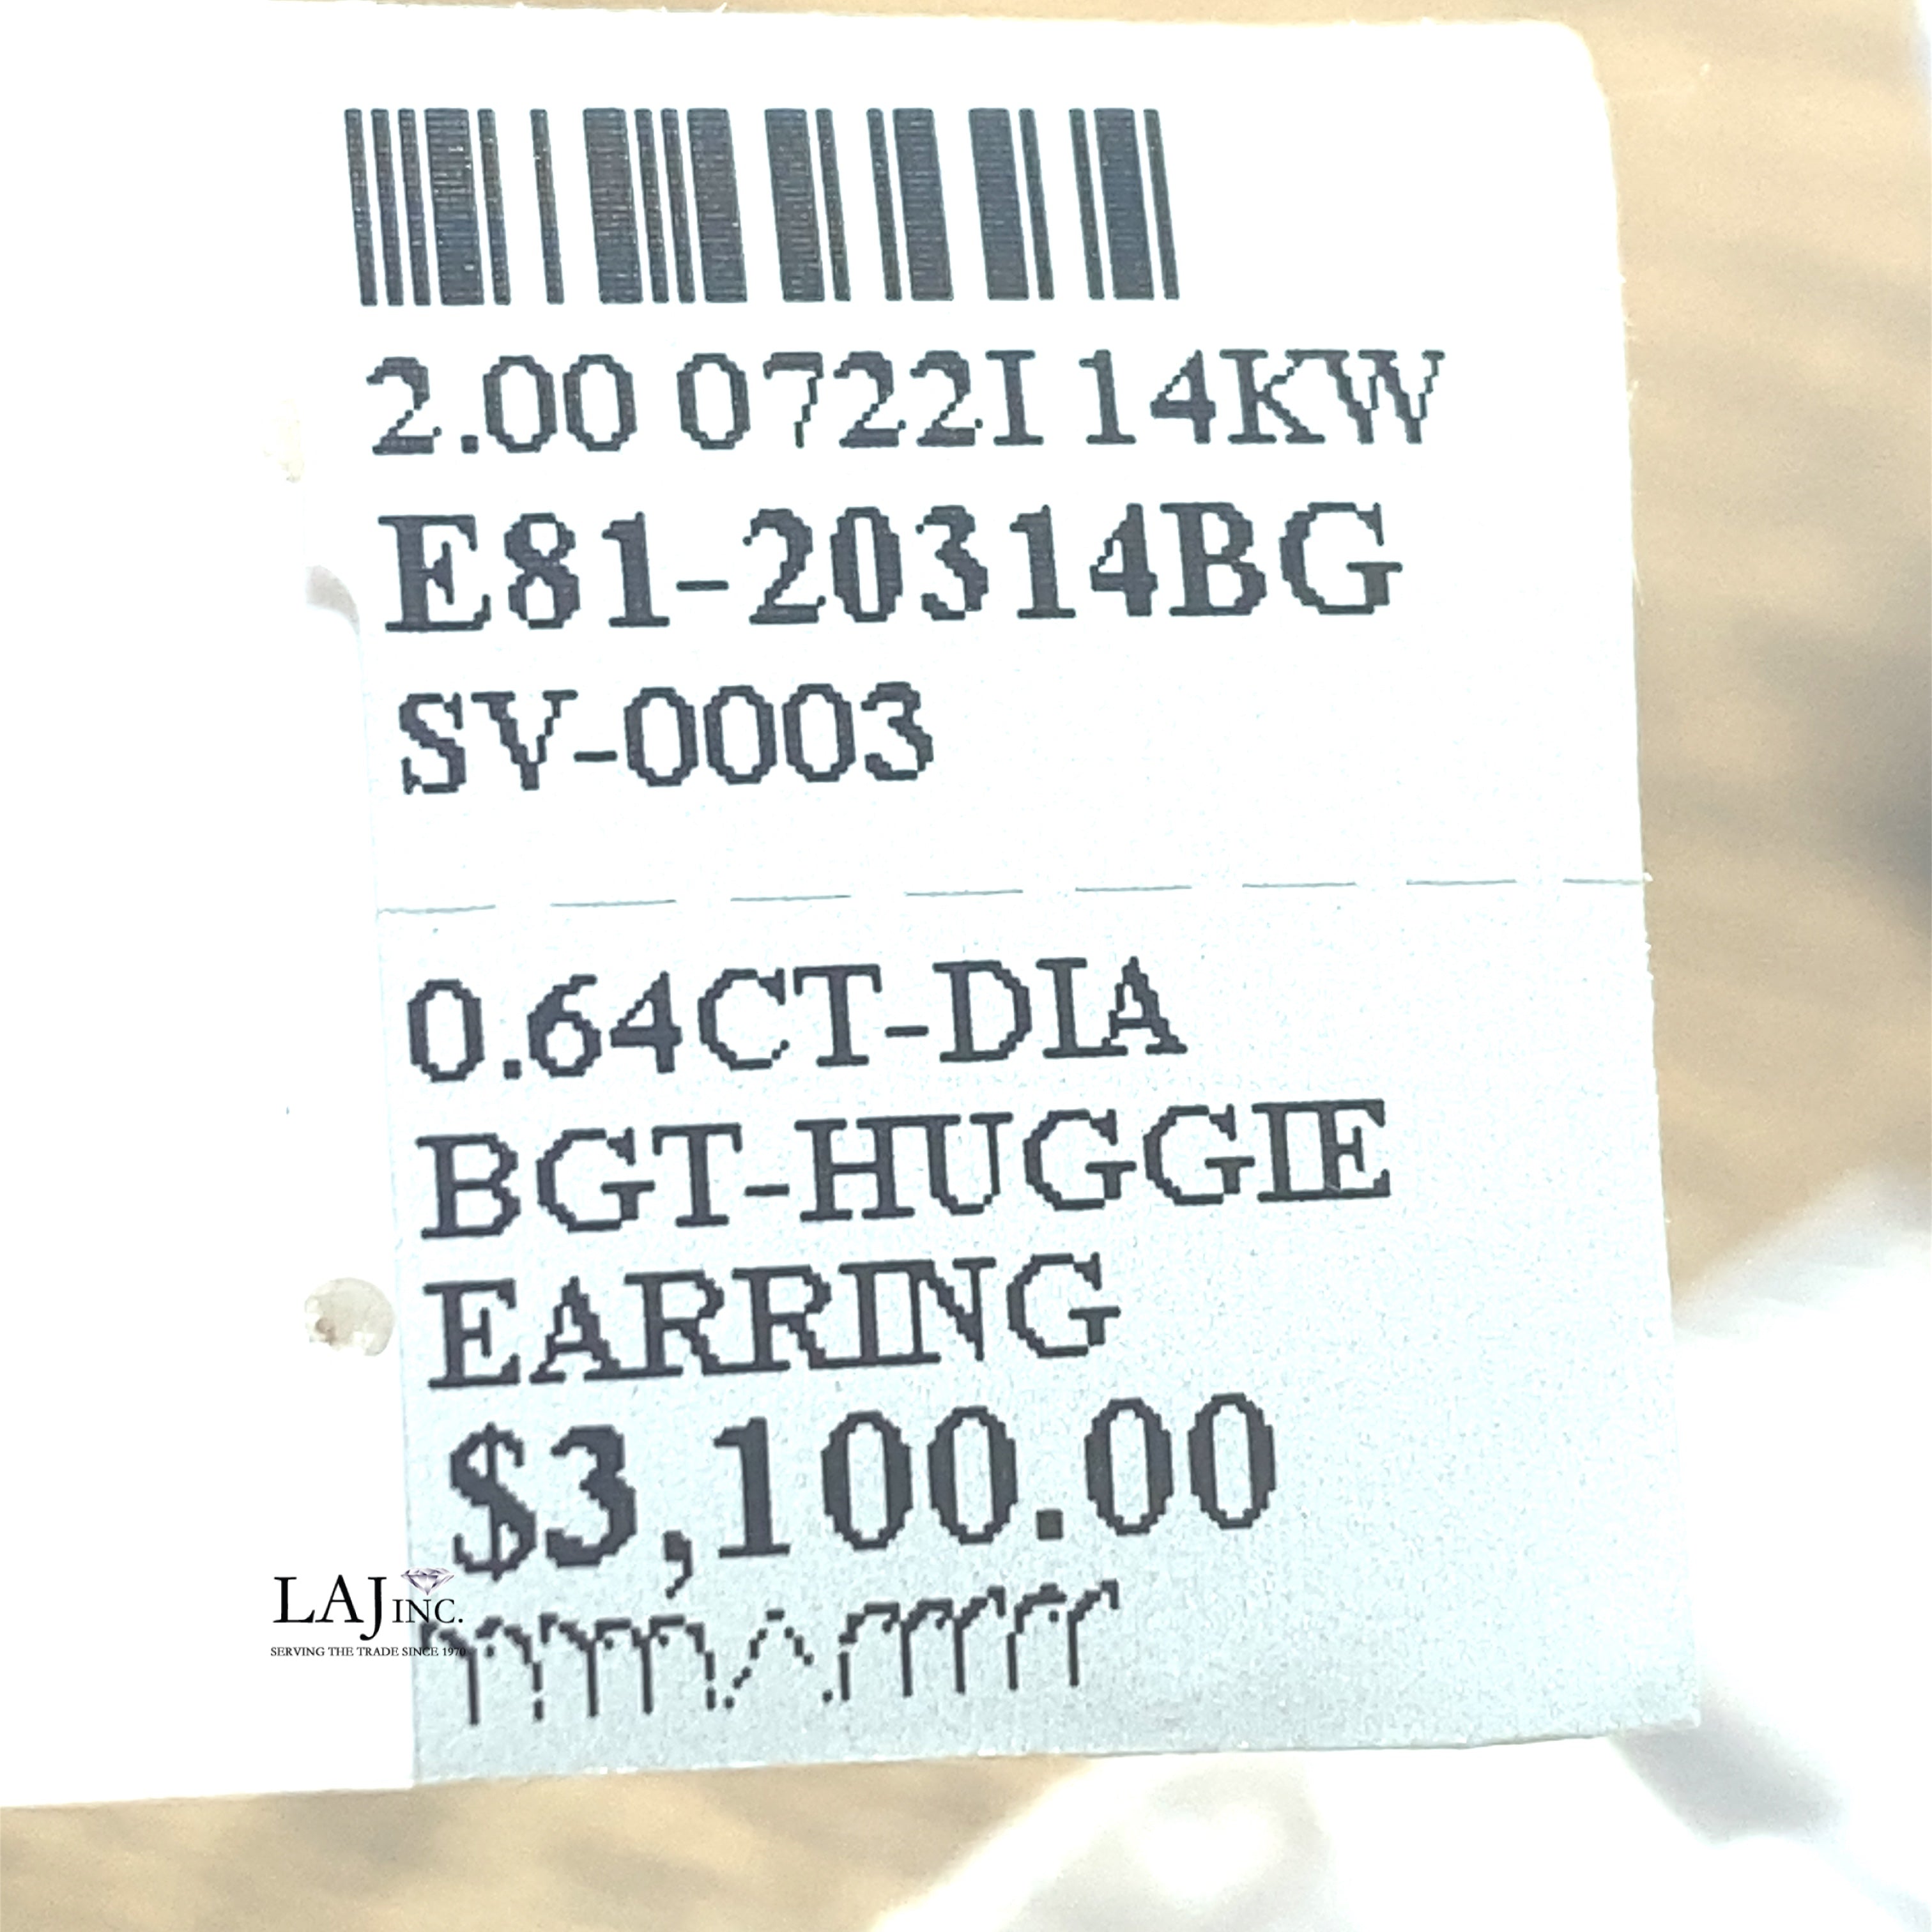 2.00 0722I 14KW
E81-20314BG
SV-0003
0.64CT-DIA
BGT-HUGGIE
EARRING
$3,100.00
LAJ INC.
SERVING THE TRADE SINCE 1970